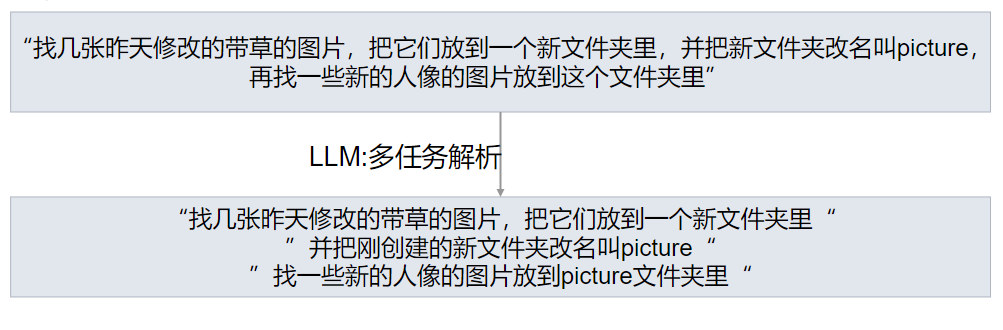 “找几张昨天修改的带草的图片，把它们放到一个新文件夹里，并把新文件夹改名叫picture，
再找一些新的人像的图片放到这个文件夹里”
LLM:多任务解析
“找几张昨天修改的带草的图片，把它们放到一个新文件夹里“
”并把刚创建的新文件夹改名叫picture“
”找一些新的人像的图片放到picture文件夹里“